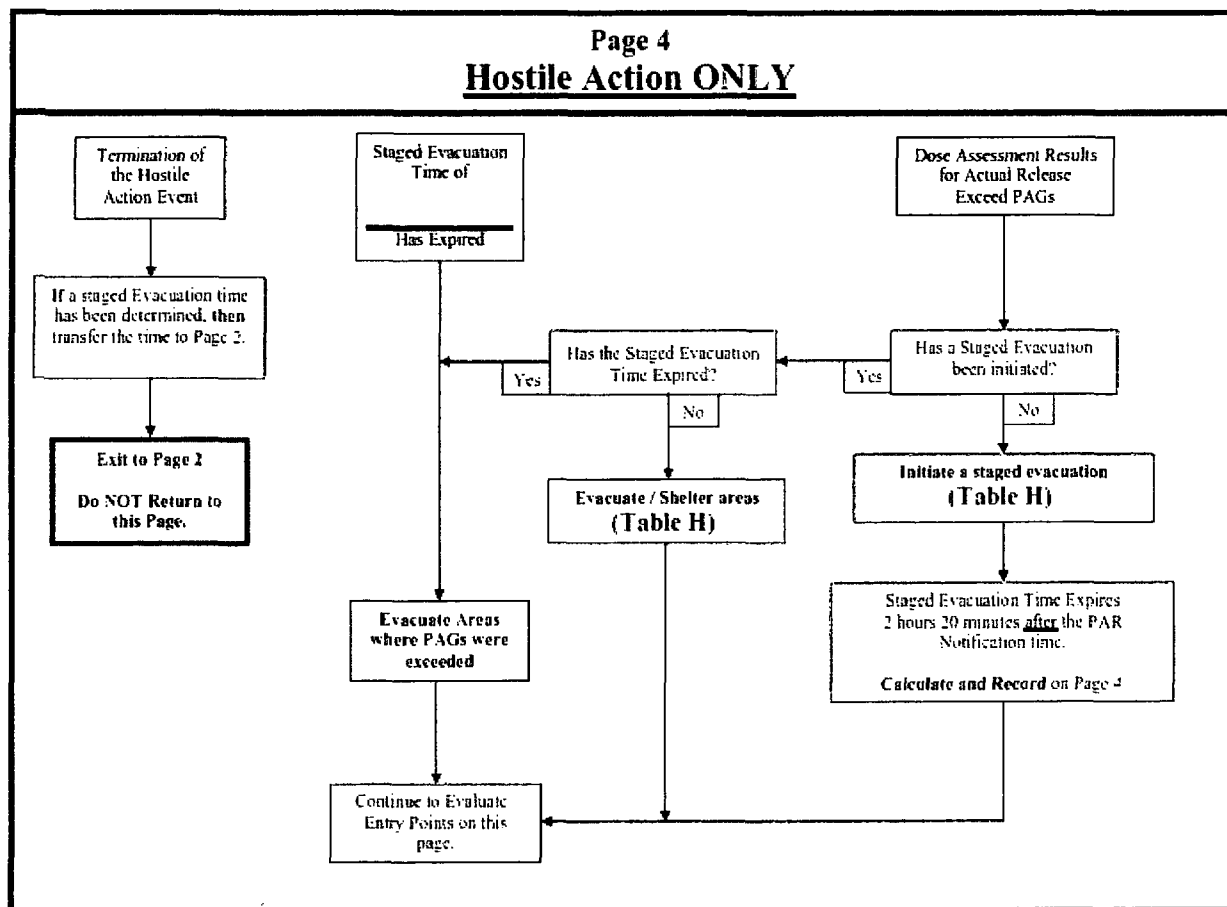 Page 4
Hostile Action ONLY
Termination of
the Hostile
Action Event
If a staged Evacuation time
has been determined, then
transfer the time to Page 2.
Exit to Page 2
Do NOT Return to
this Page.
Staged Evacuation
Time of
Has Expired
Dose Assessment Results
for Actual Release
Exceed PAGs
Has a Staged Evacuation
been initiated?
Yes
No
Has the Staged Evacuation
Time Expired?
Yes
No
Evacuate / Shelter areas
(Table H)
Initiate a staged evacuation
(Table H)
Staged Evacuation Time Expires
2 hours 20 minutes after the PAR
Notification time.
Calculate and Record on Page 4
Evacuate Areas
where PAGs were
exceeded
Continue to Evaluate
Entry Points on this
page.